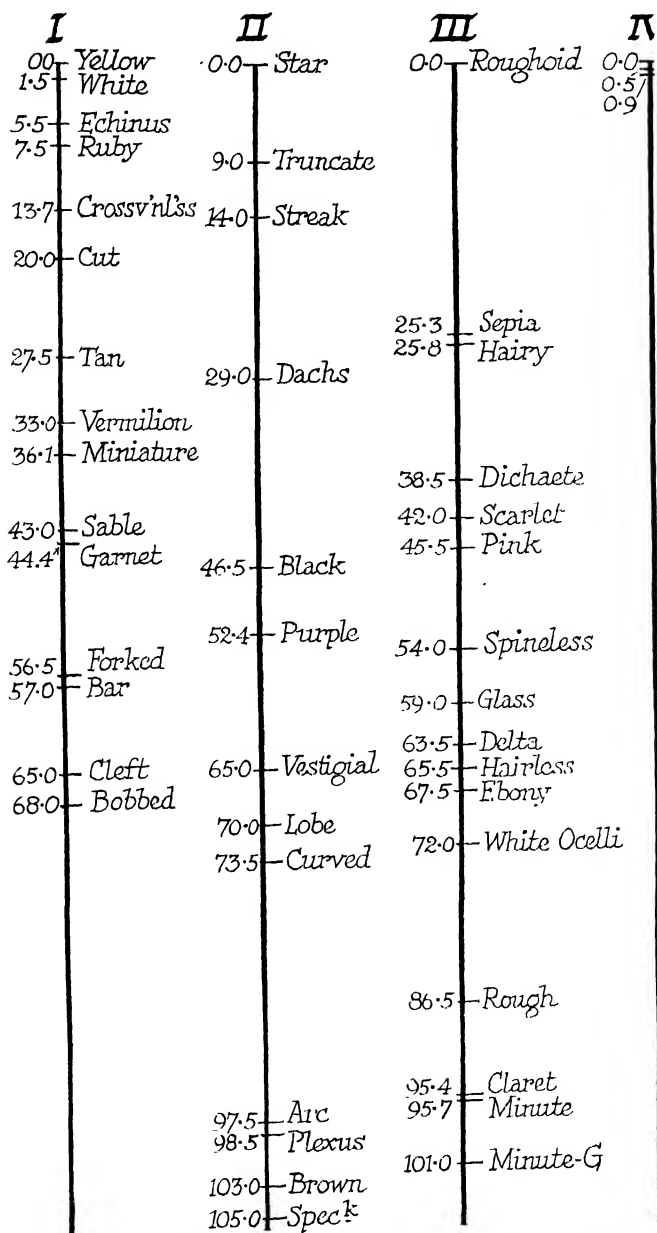 I
00 Yellow
1.5 White
5.5 Echinus
7.5 Ruby
13.7 Crossv'nl'ss
20.0 Cut
27.5 Tan
33.0 Vermilion
36.1 Miniature
43.0 Sable
44.4 Garnet
56.5 Forked
57.0 Bar
65.0 Cleft
68.0 Bobbed
II
0.0 Star
9.0 Truncate
14.0 Streak
29.0 Dachs
46.5 Black
52.4 Purple
65.0 Vestigial
70.0 Lobe
73.5 Curved
97.5 Arc
98.5 Plexus
103.0 Brown
105.0 Speck
III
0.0 Roughoid
25.3 Sepia
25.8 Hairy
38.5 Dichaete
42.0 Scarlet
45.5 Pink
54.0 Spineless
59.0 Glass
63.5 Delta
65.5 Hairless
67.5 Ebony
72.0 White Ocelli
86.5 Rough
95.4 Claret
95.7 Minute
101.0 Minute-G
IV
0.0
0.5
0.9